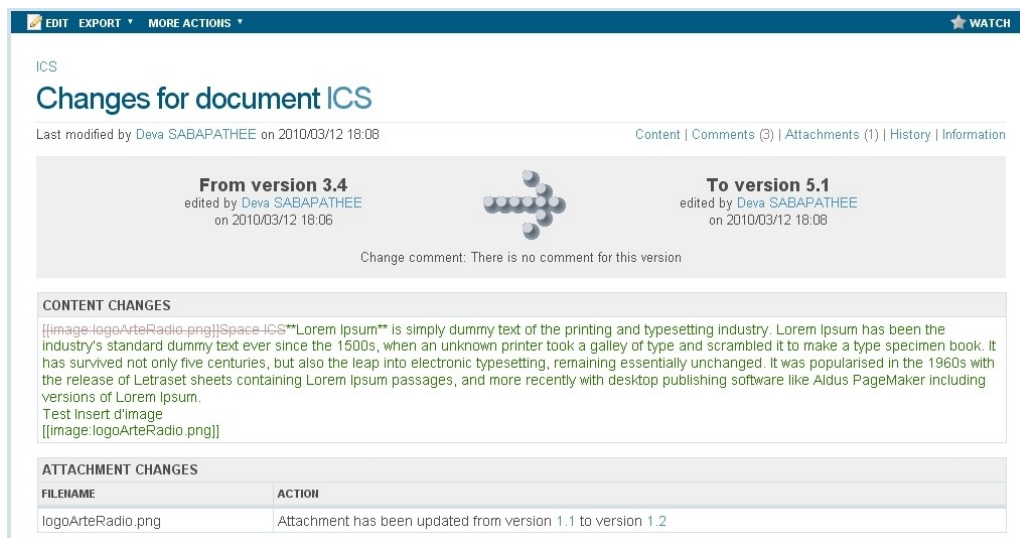 EDIT EXPORT MORE ACTIONS WATCH
ICS
Changes for document ICS
Last modified by Deva SABAPATHEE on 2010/03/12 18:08 Content | Comments (3) | Attachments (1) | History | Information
From version 3.4 To version 5.1
edited by Deva SABAPATHEE edited by Deva SABAPATHEE
on 2010/03/12 18:06 on 2010/03/12 18:08
Change comment: There is no comment for this version
CONTENT CHANGES
[[image:logoArteRadio.png]]Space ICS**Lorem Ipsum** is simply dummy text of the printing and typesetting industry. Lorem Ipsum has been the
industry's standard dummy text ever since the 1500s, when an unknown printer took a galley of type and scrambled it to make a type specimen book. It
has survived not only five centuries, but also the leap into electronic typesetting, remaining essentially unchanged. It was popularised in the 1960s with
the release of Letraset sheets containing Lorem Ipsum passages, and more recently with desktop publishing software like Aldus PageMaker including
versions of Lorem Ipsum.
Test Insert d'image
[[image:logoArteRadio.png]]
ATTACHMENT CHANGES
FILENAME ACTION
logoArteRadio.png Attachment has been updated from version 1.1 to version 1.2